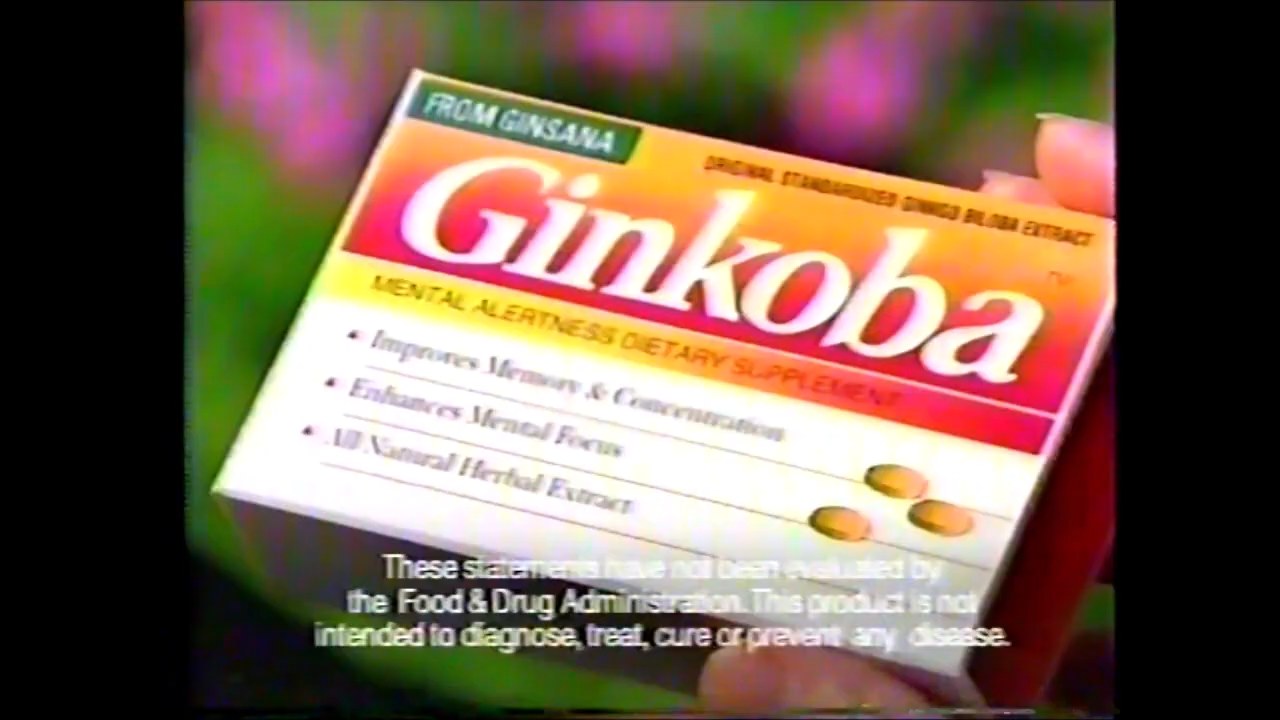 FROM GINSANA
ORIGINAL STANDARDIZED GINKGO BILOBA EXTRACT
Ginkoba
TM
MENTAL ALERTNESS DIETARY SUPPLEMENT
Improves Memory & Concentration
Enhances Mental Focus
All Natural Herbal Extract
These statements have not been evaluated by
the Food & Drug Administration. This product is not
intended to diagnose, treat, cure or prevent any disease.